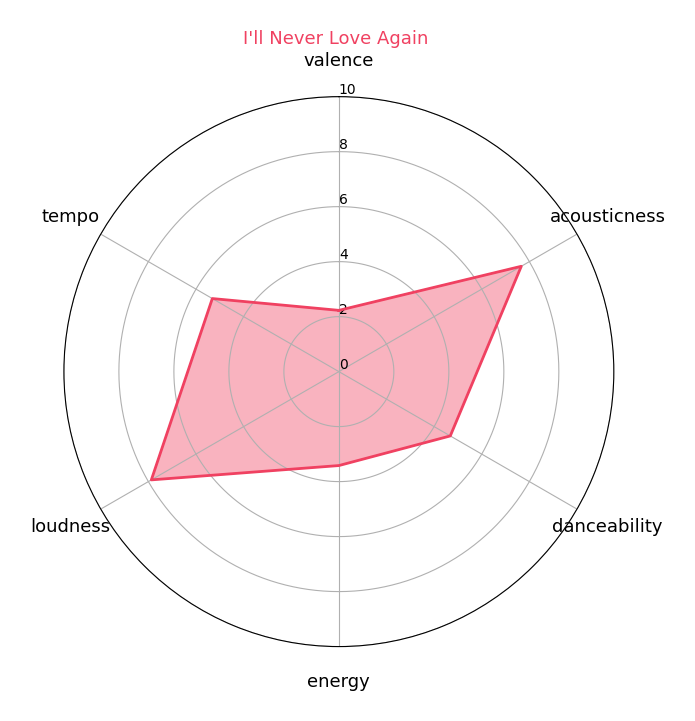 I'll Never Love Again
valence
10
8
6
4
2
0
tempo
acousticness
loudness
danceability
energy